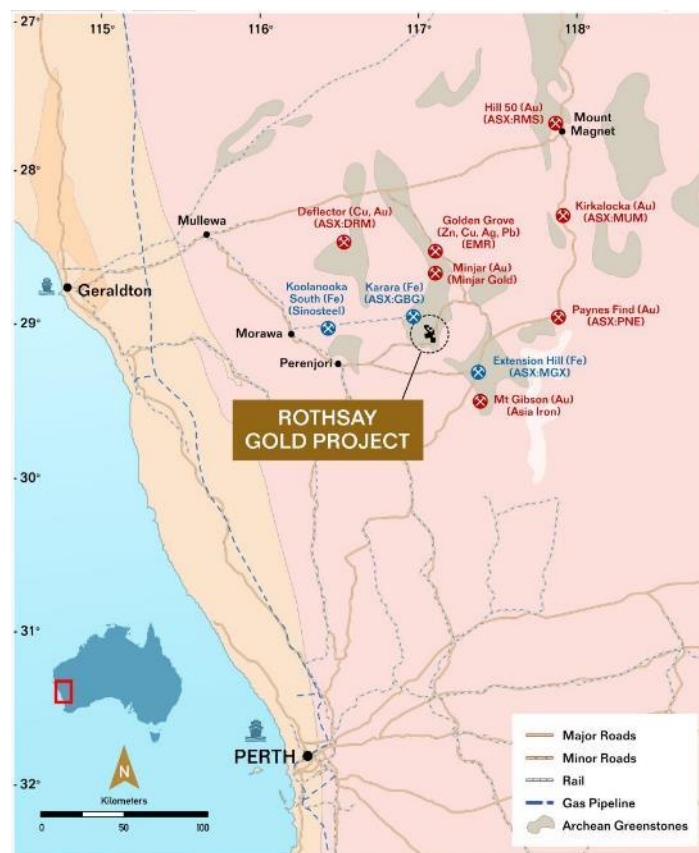 115°
116°
117°
118°
- 27°
Hill 50 (Au)
(ASX:RMS)
Mount
Magnet
- 28°
Deflector (Cu, Au)
(ASX:DRM)
Golden Grove
(Zn, Cu, Ag, Pb)
(EMR)
Kirkalocka (Au)
(ASX:MUM)
Mullewa
Minjar (Au)
(Minjar Gold)
Geraldton
Koolanooka
South (Fe)
(Sinosteel)
Karara (Fe)
(ASX:GBG)
Paynes Find (Au)
(ASX:PNE)
- 29°
Morawa
Perenjori
Extension Hill (Fe)
(ASX:MGX)
Mt Gibson (Au)
(Asia Iron)
ROTHSAY
GOLD PROJECT
- 30°
- 31°
PERTH
N
Kilometers
0 50 100
- 32°
Major Roads
Minor Roads
Rail
Gas Pipeline
Archean Greenstones